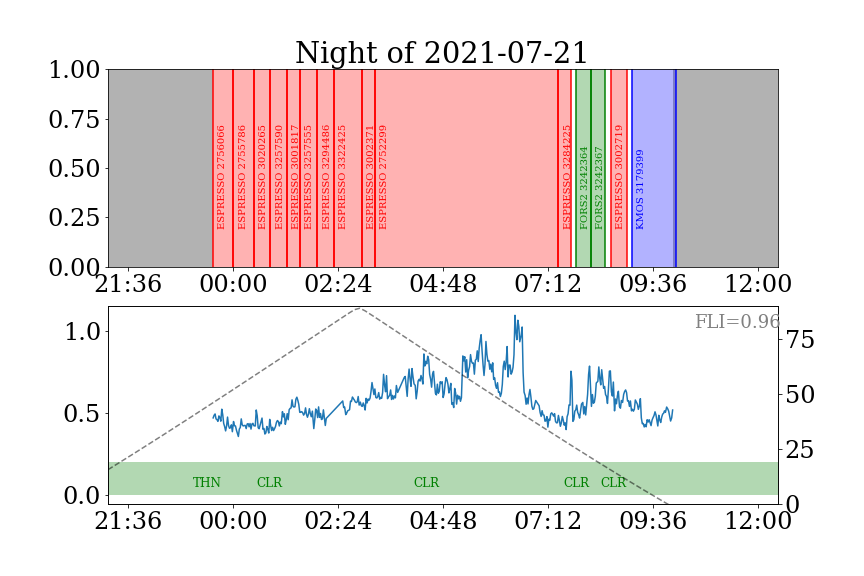 Night of 2021-07-21
1.00
0.75
0.50
0.25
0.00
ESPRESSO 2756066
ESPRESSO 2755786
ESPRESSO 3020265
ESPRESSO 3257590
ESPRESSO 3001817
ESPRESSO 3257555
ESPRESSO 3294486
ESPRESSO 3322425
ESPRESSO 3002371
ESPRESSO 2752299
ESPRESSO 3284225
FORS2 3242364
FORS2 3242367
ESPRESSO 3002719
KMOS 3179399
21:36 00:00 02:24 04:48 07:12 09:36 12:00
FLI=0.96
1.0
0.5
0.0
75
50
25
0
THN CLR CLR CLR CLR
21:36 00:00 02:24 04:48 07:12 09:36 12:00